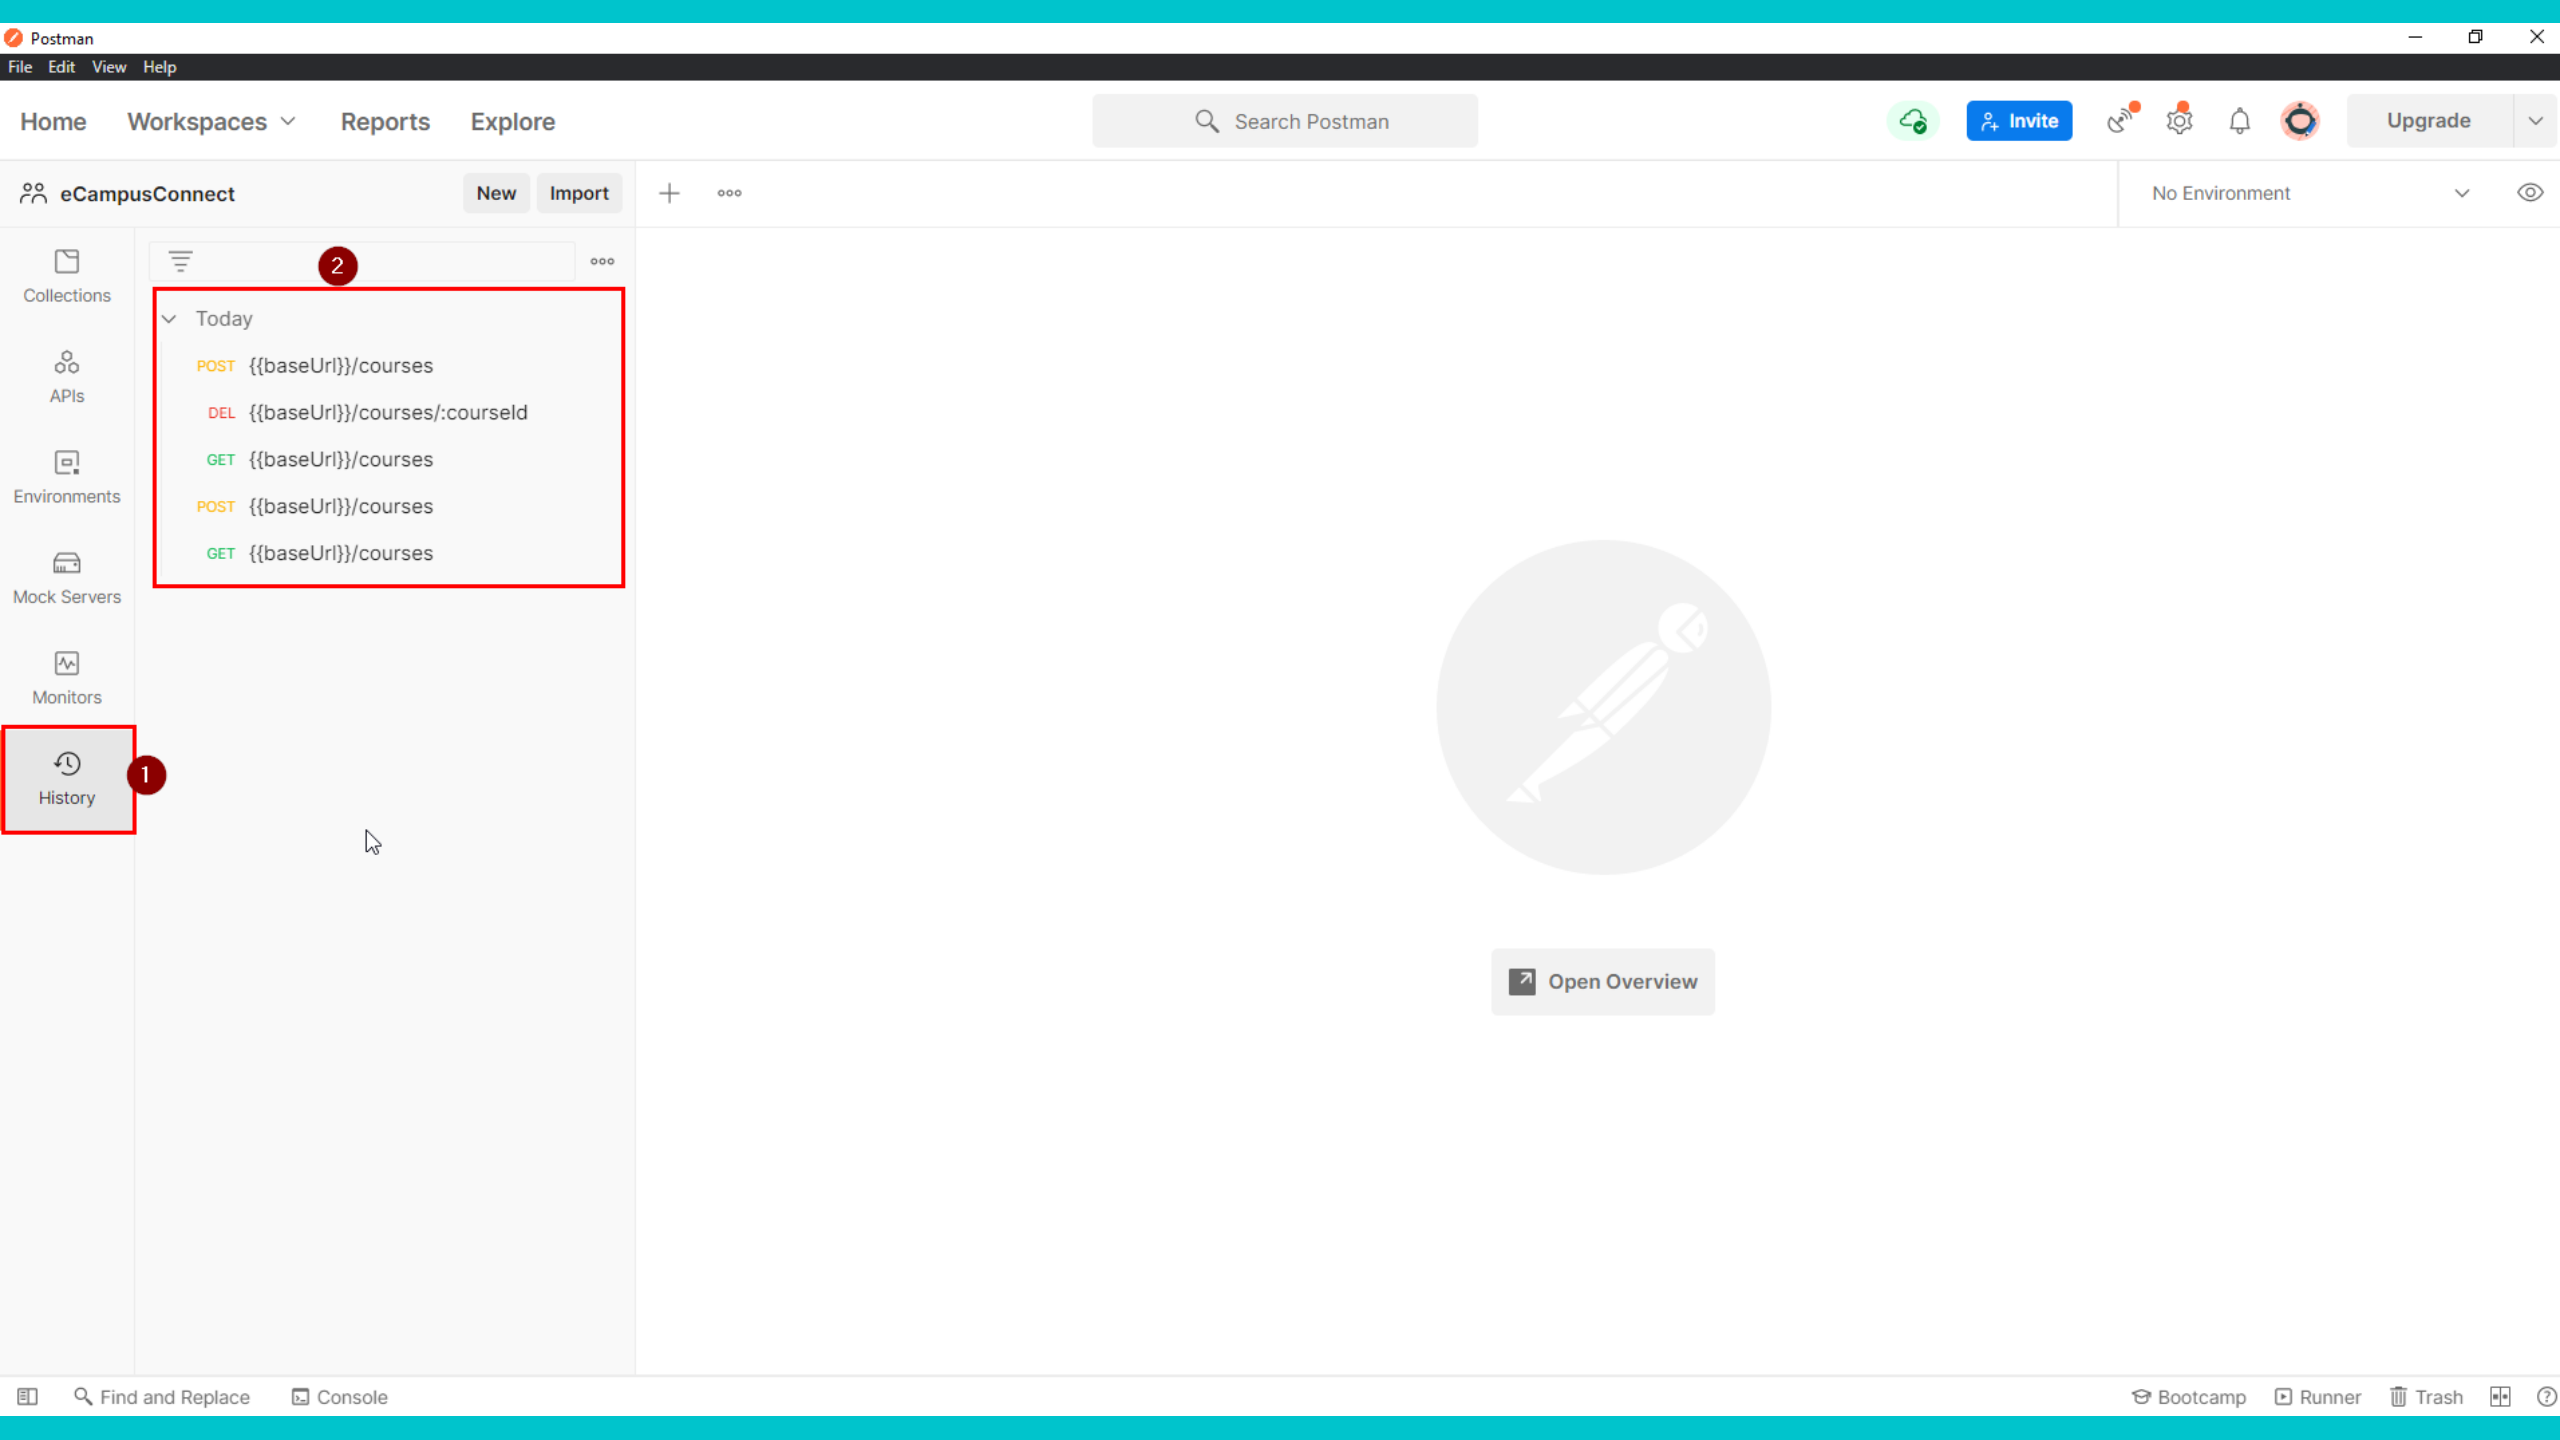 Postman
File Edit View Help
Home Workspaces Reports Explore Search Postman Invite Upgrade
eCampusConnect New Import No Environment
Collections
APIs
Environments
Mock Servers
Monitors
History
1
2
Today
POST {{baseUrl}}/courses
DEL {{baseUrl}}/courses/:courseId
GET {{baseUrl}}/courses
POST {{baseUrl}}/courses
GET {{baseUrl}}/courses
Open Overview
Find and Replace Console Bootcamp Runner Trash